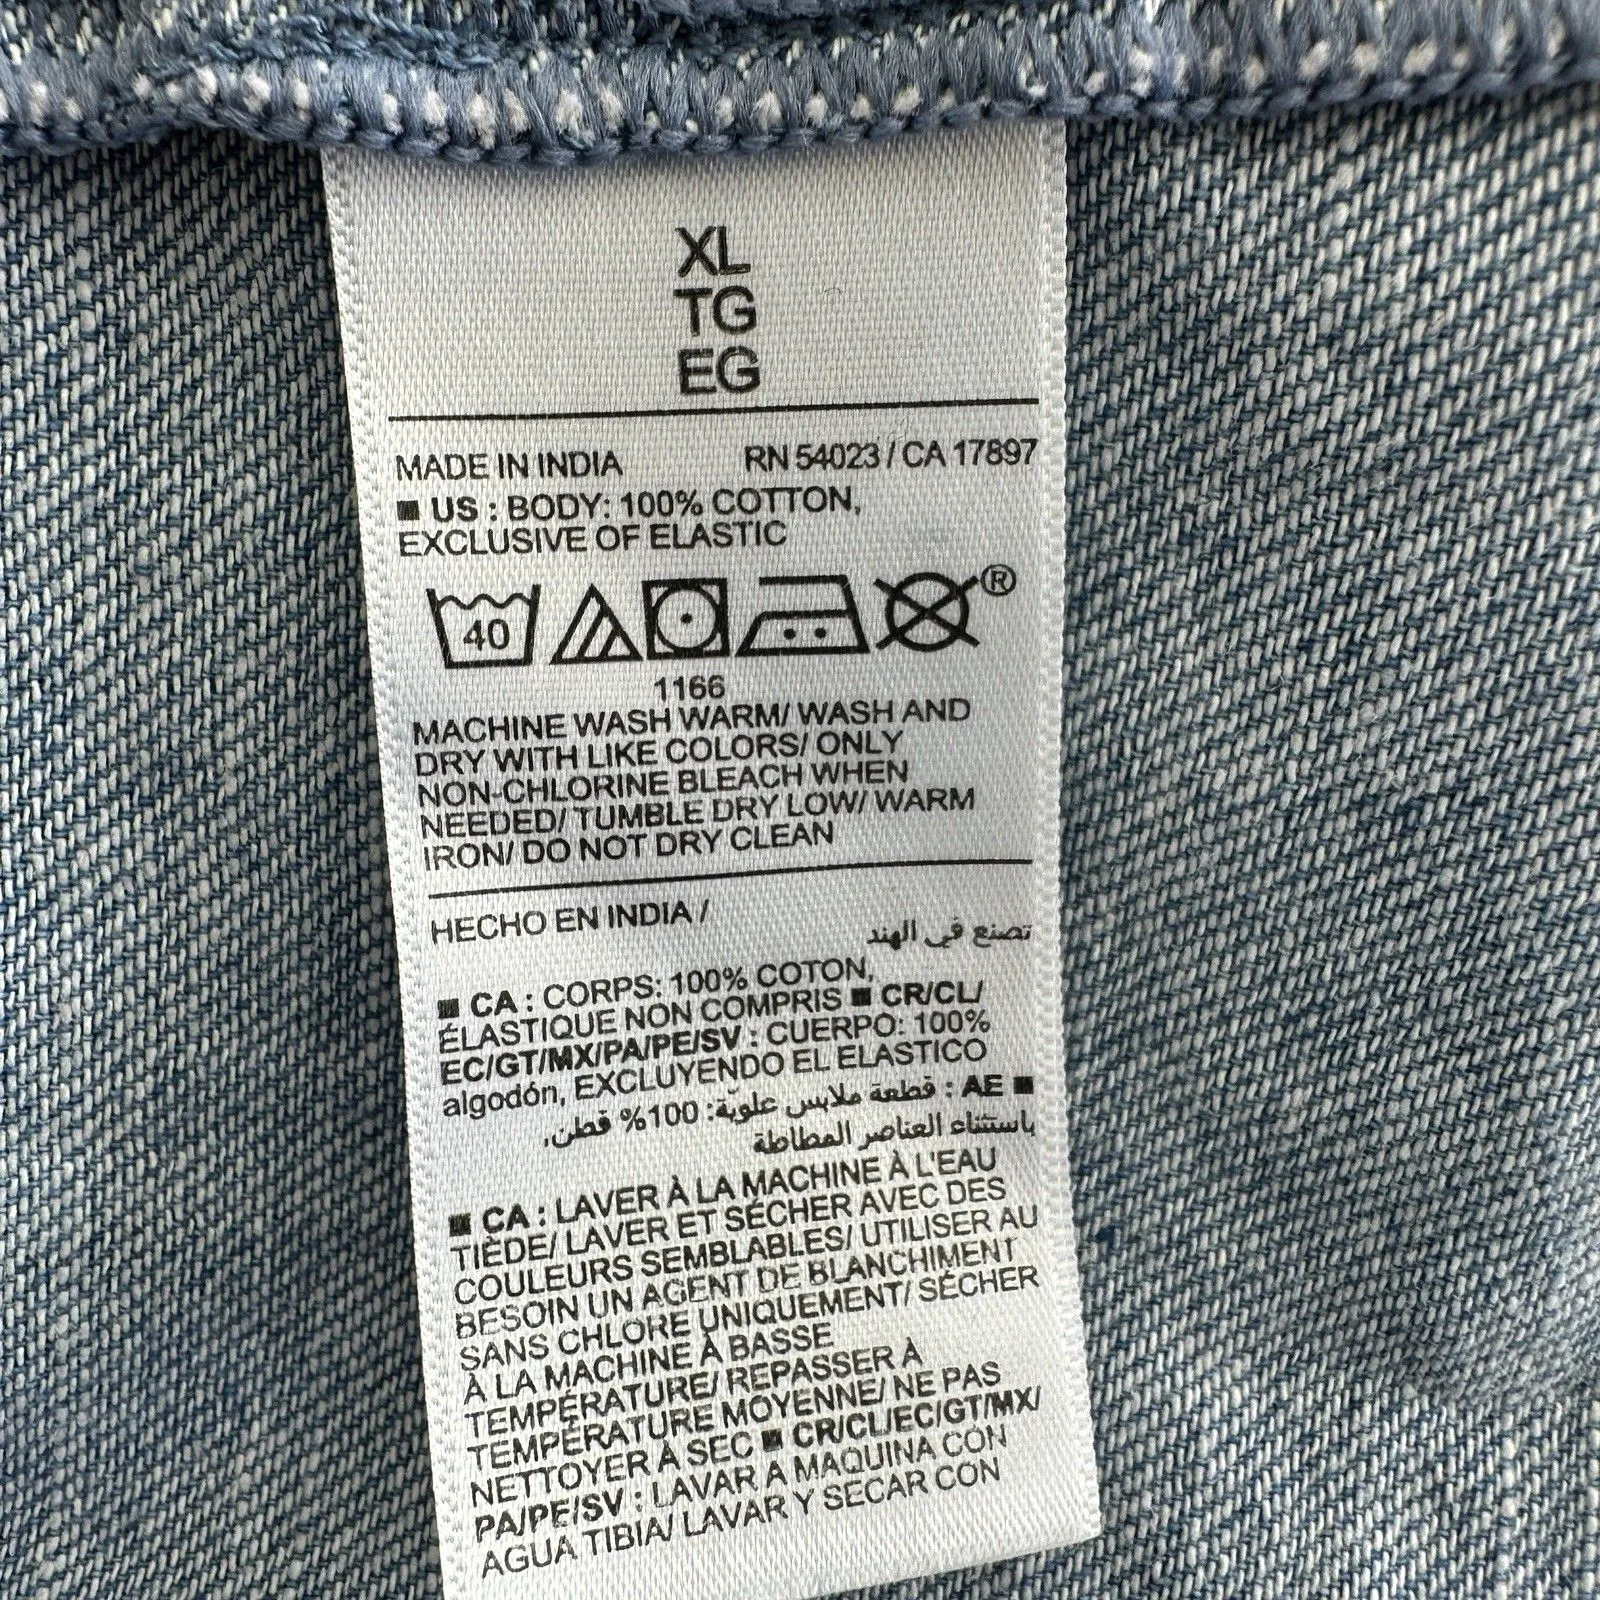 XL
TG
EG
MADE IN INDIA RN 54023 / CA 17897
■ US : BODY: 100% COTTON,
EXCLUSIVE OF ELASTIC
40 ®
1166
MACHINE WASH WARM/ WASH AND
DRY WITH LIKE COLORS/ ONLY
NON-CHLORINE BLEACH WHEN
NEEDED/ TUMBLE DRY LOW/ WARM
IRON/ DO NOT DRY CLEAN
HECHO EN INDIA / تصنع في الهند
■ CA : CORPS: 100% COTON,
ÉLASTIQUE NON COMPRIS ■ CR/CL/
EC/GT/MX/PA/PE/SV : CUERPO: 100%
algodón, EXCLUYENDO EL ELASTICO
■ AE : قطعة ملابس علويّة: 100% قطن,
باستثناء العناصر المطاطة
■ CA : LAVER À LA MACHINE À L'EAU
TIÈDE/ LAVER ET SÉCHER AVEC DES
COULEURS SEMBLABLES/ UTILISER AU
BESOIN UN AGENT DE BLANCHIMENT
SANS CHLORE UNIQUEMENT/ SÉCHER
À LA MACHINE À BASSE
TEMPÉRATURE/ REPASSER À
TEMPÉRATURE MOYENNE/ NE PAS
NETTOYER À SEC ■ CR/CL/EC/GT/MX/
PA/PE/SV : LAVAR A MAQUINA CON
AGUA TIBIA/ LAVAR Y SECAR CON